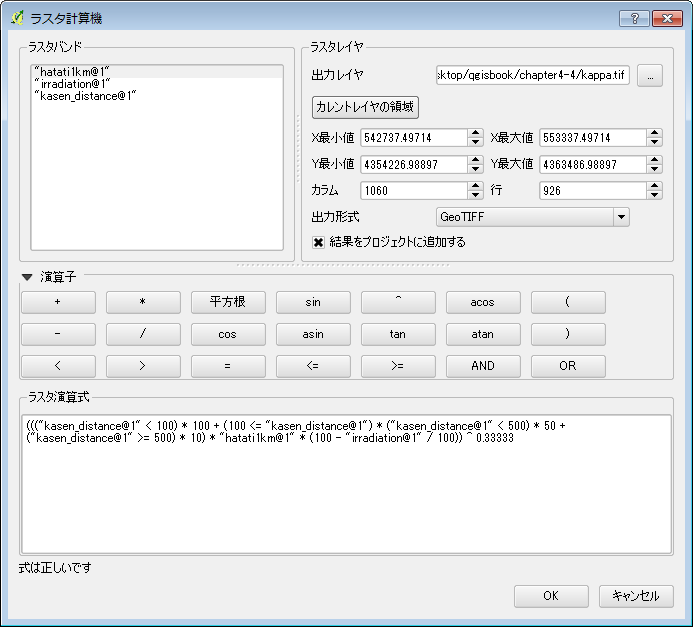 ラスタ計算機
ラスタバンド
"hatati1km@1"
"irradiation@1"
"kasen_distance@1"
ラスタレイヤ
出力レイヤ
sktop/qgisbook/chapter4-4/kappa.tif
...
カレントレイヤの領域
X最小値 542737.49714 X最大値 553337.49714
Y最小値 4354226.98897 Y最大値 4363486.98897
カラム 1060 行 926
出力形式 GeoTIFF
結果をプロジェクトに追加する
演算子
+ * 平方根 sin ^ acos (
- / cos asin tan atan )
< > = <= >= AND OR
ラスタ演算式
((("kasen_distance@1" < 100) * 100 + (100 <= "kasen_distance@1") * ("kasen_distance@1" < 500) * 50 +
("kasen_distance@1" >= 500) * 10) * "hatati1km@1" * (100 - "irradiation@1" / 100)) ^ 0.33333
式は正しいです
OK キャンセル